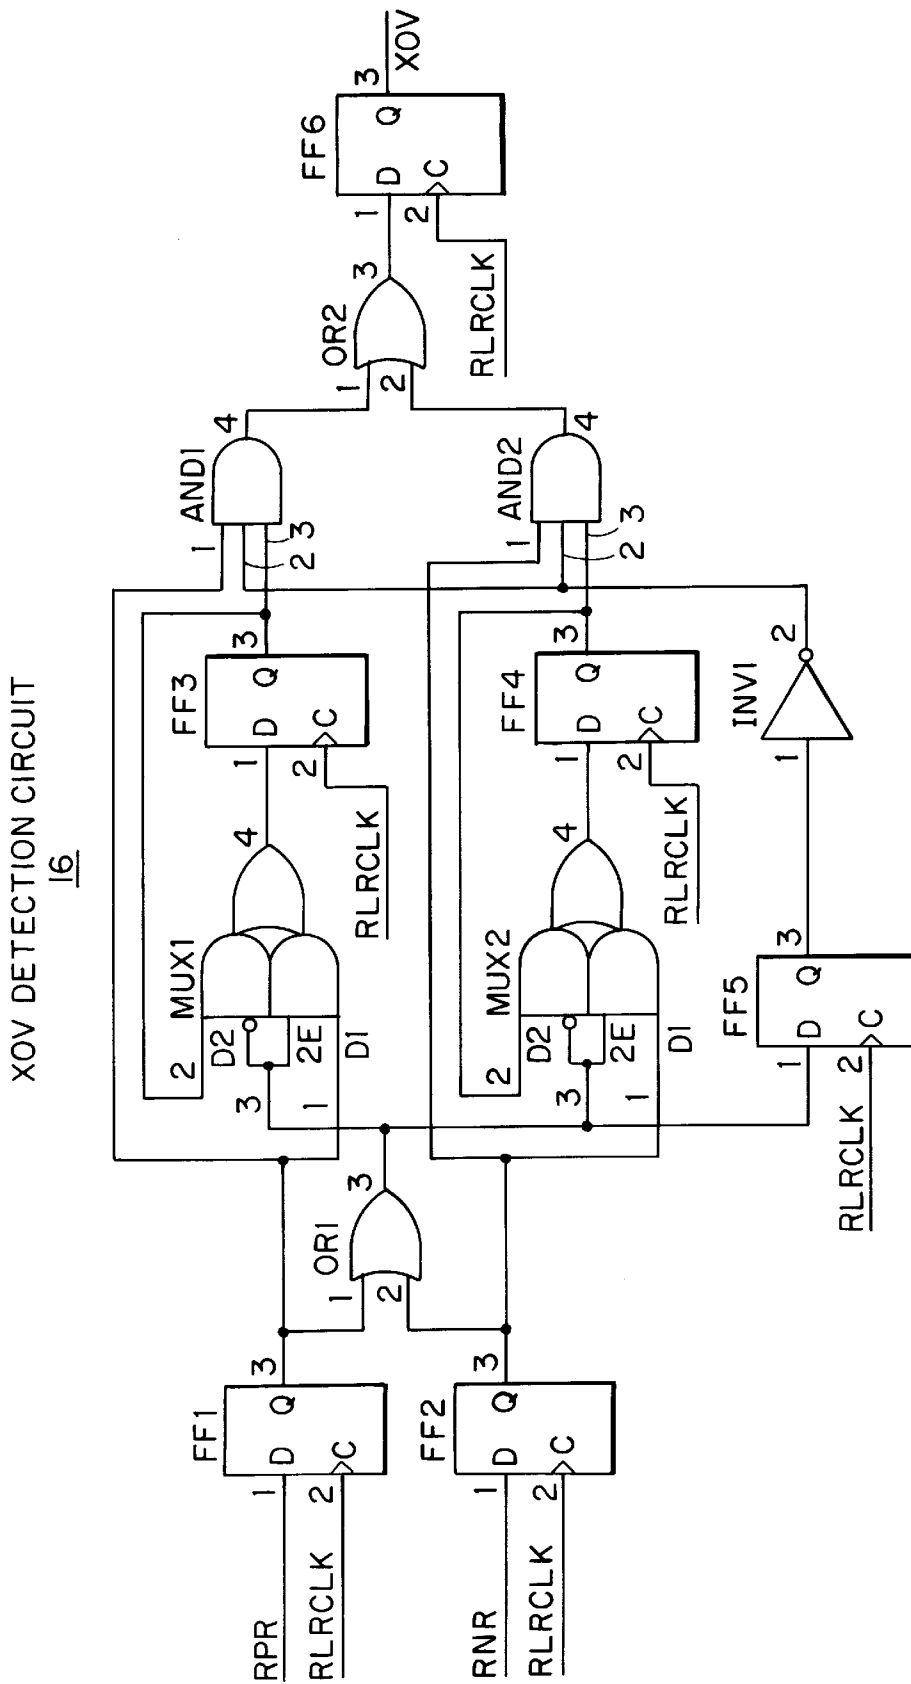 XOV DETECTION CIRCUIT
16
RPR
1
D
Q
3
FF1
RLRCLK
2
C
RNR
1
D
Q
3
FF2
RLRCLK
2
C
OR1
1
2
3
MUX1
2
D2
3
2E
1
D1
4
FF3
1
D
Q
3
2
C
RLRCLK
MUX2
2
D2
3
2E
1
D1
4
FF4
1
D
Q
3
2
C
RLRCLK
FF5
1
D
Q
3
2
C
RLRCLK
INV1
1
2
AND1
1
2
3
4
AND2
1
2
3
4
OR2
1
2
3
FF6
1
D
Q
3
2
C
RLRCLK
XOV